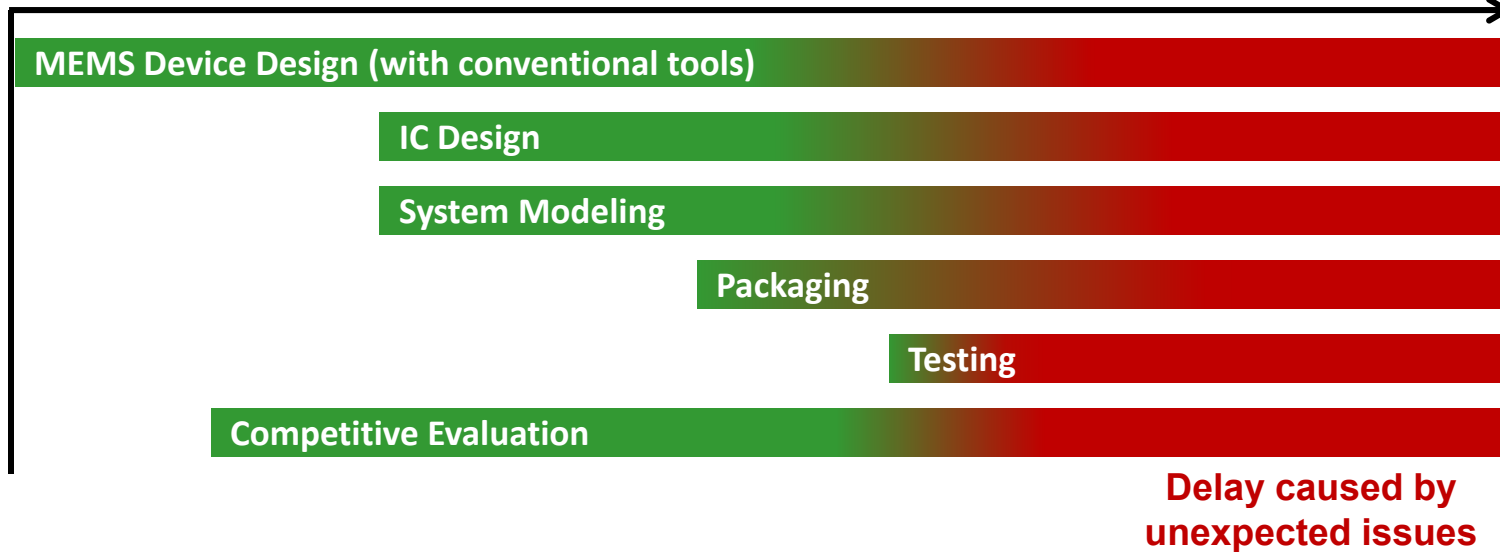 MEMS Device Design (with conventional tools)
IC Design
System Modeling
Packaging
Testing
Competitive Evaluation
Delay caused by
unexpected issues